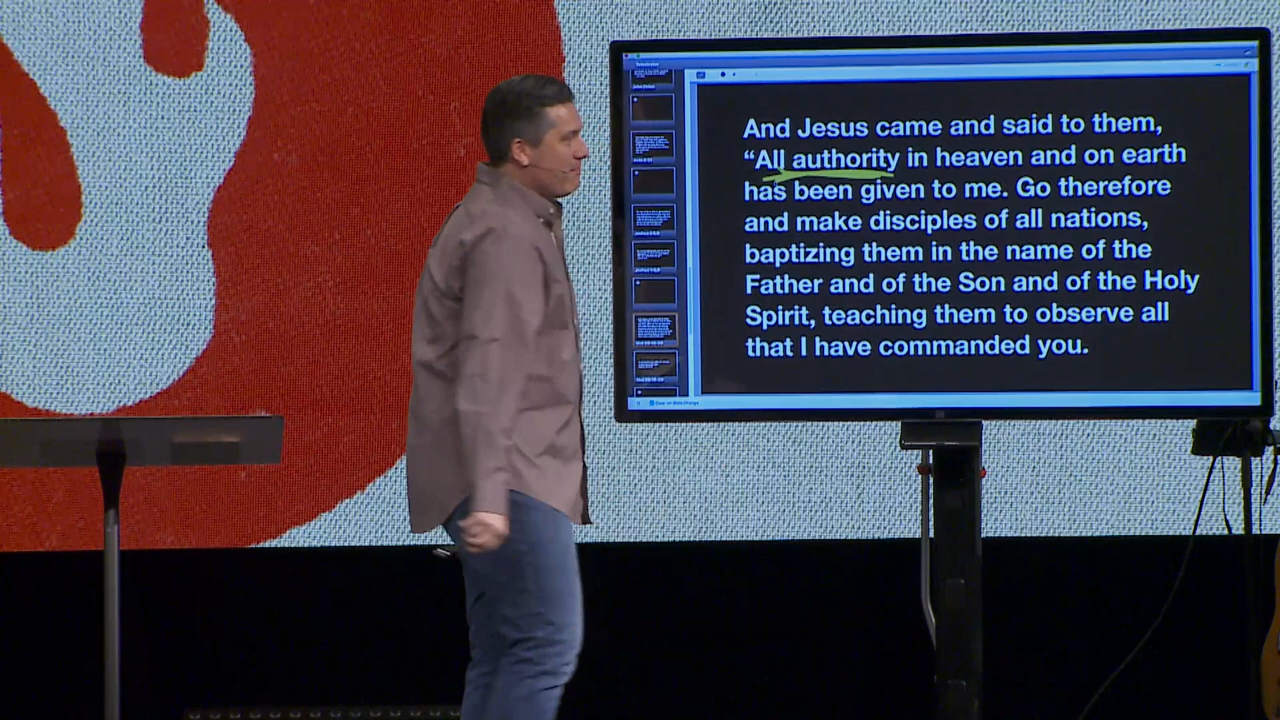 And Jesus came and said to them,
“All authority in heaven and on earth
has been given to me. Go therefore
and make disciples of all nations,
baptizing them in the name of the
Father and of the Son and of the Holy
Spirit, teaching them to observe all
that I have commanded you.